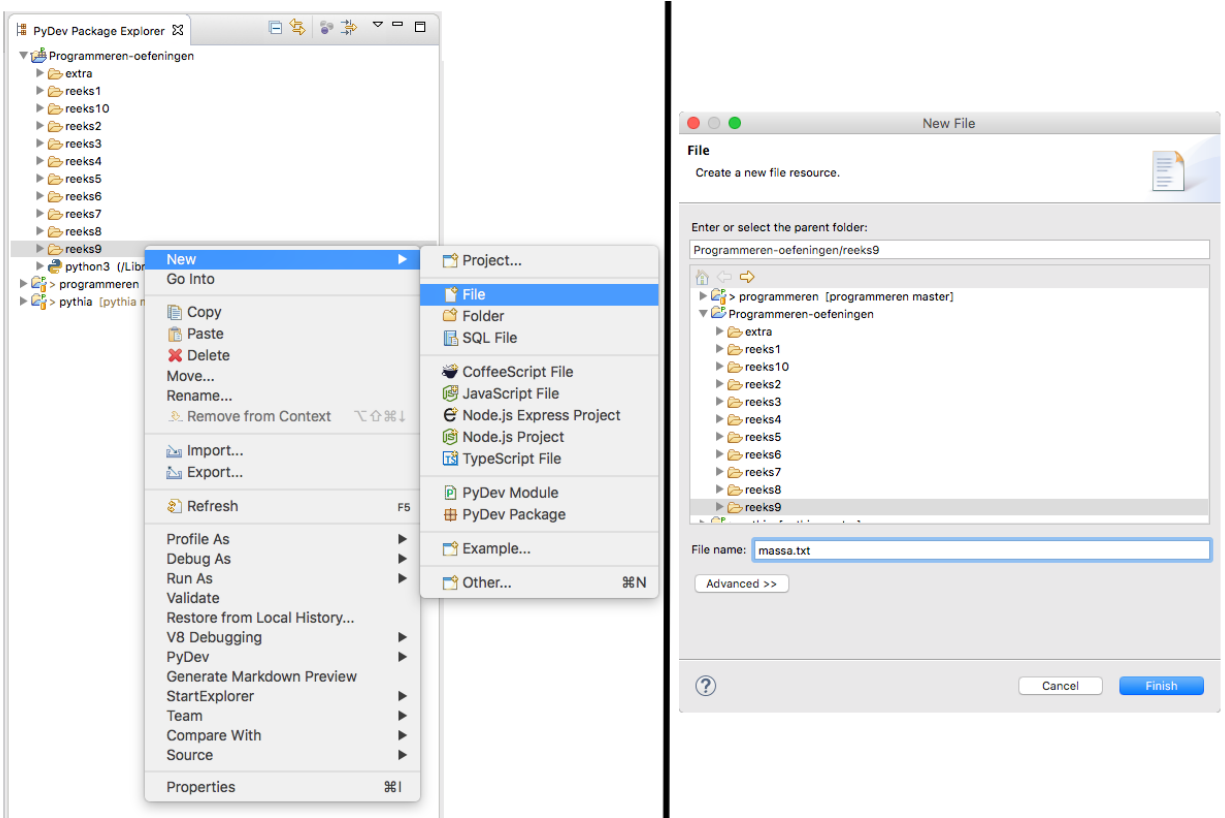 PyDev Package Explorer
Programmeren-oefeningen
extra
reeks1
reeks10
reeks2
reeks3
reeks4
reeks5
reeks6
reeks7
reeks8
reeks9
python3 (/Libr
> programmeren
> pythia [pythia m
New
Go Into
Copy
Paste
Delete
Move...
Rename...
Remove from Context ⌥⇧⌘↓
Import...
Export...
Refresh F5
Profile As
Debug As
Run As
Validate
Restore from Local History...
V8 Debugging
PyDev
Generate Markdown Preview
StartExplorer
Team
Compare With
Source
Properties ⌘I
Project...
File
Folder
SQL File
CoffeeScript File
JavaScript File
Node.js Express Project
Node.js Project
TypeScript File
PyDev Module
PyDev Package
Example...
Other... ⌘N
New File
File
Create a new file resource.
Enter or select the parent folder:
Programmeren-oefeningen/reeks9
> programmeren [programmeren master]
Programmeren-oefeningen
extra
reeks1
reeks10
reeks2
reeks3
reeks4
reeks5
reeks6
reeks7
reeks8
reeks9
File name: massa.txt
Advanced >>
?
Cancel
Finish